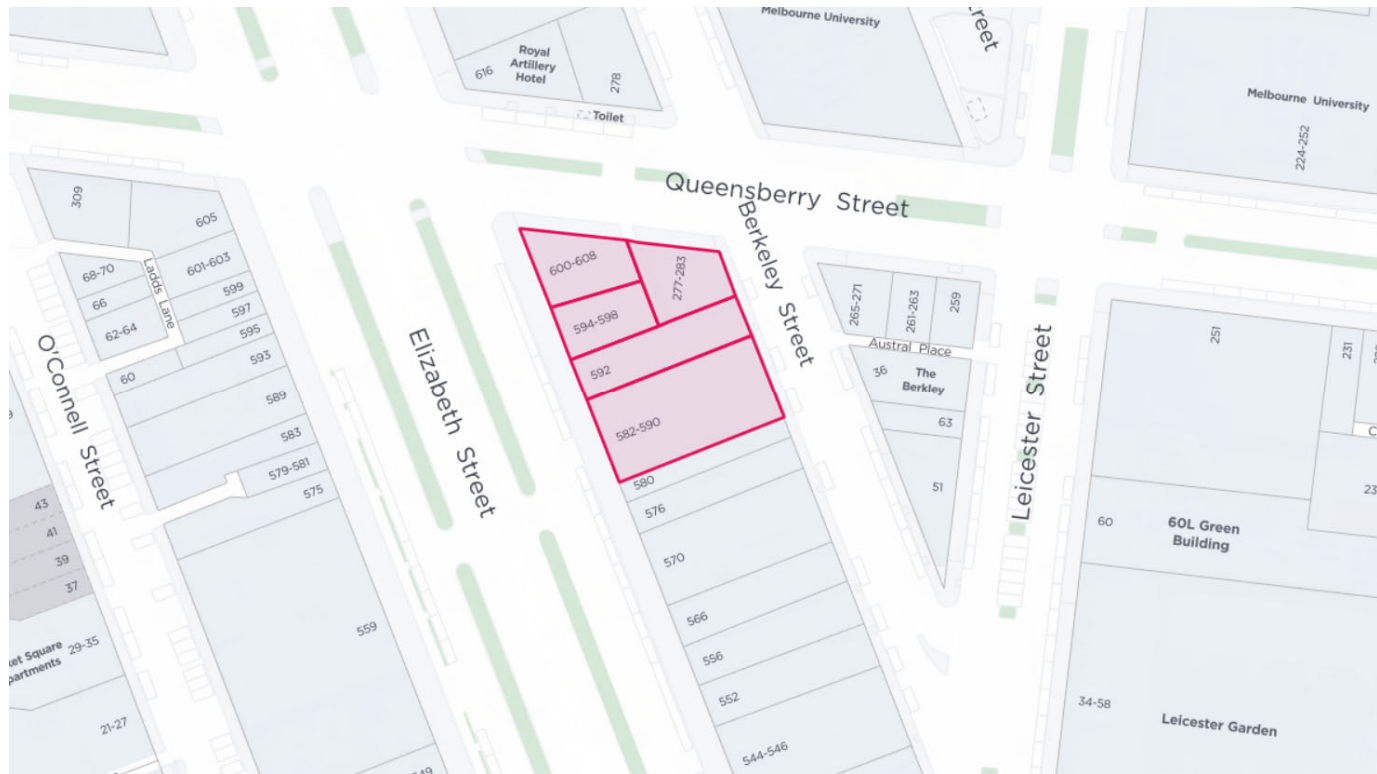 Melbourne University
Royal
Artillery
Hotel
616
278
Toilet
Melbourne University
224-252
Queensberry Street
309
605
601-603
599
597
595
593
589
583
579-581
575
559
68-70
66
62-64
60
Ladds Lane
O'Connell Street
43
41
39
37
29-35
21-27
Elizabeth Street
600-608
277-283
594-598
592
582-590
580
576
570
566
556
552
544-546
Berkeley Street
265-271
261-263
259
Austral Place
36
The
Berkley
63
51
Leicester Street
251
231
60
60L Green
Building
34-58
Leicester Garden